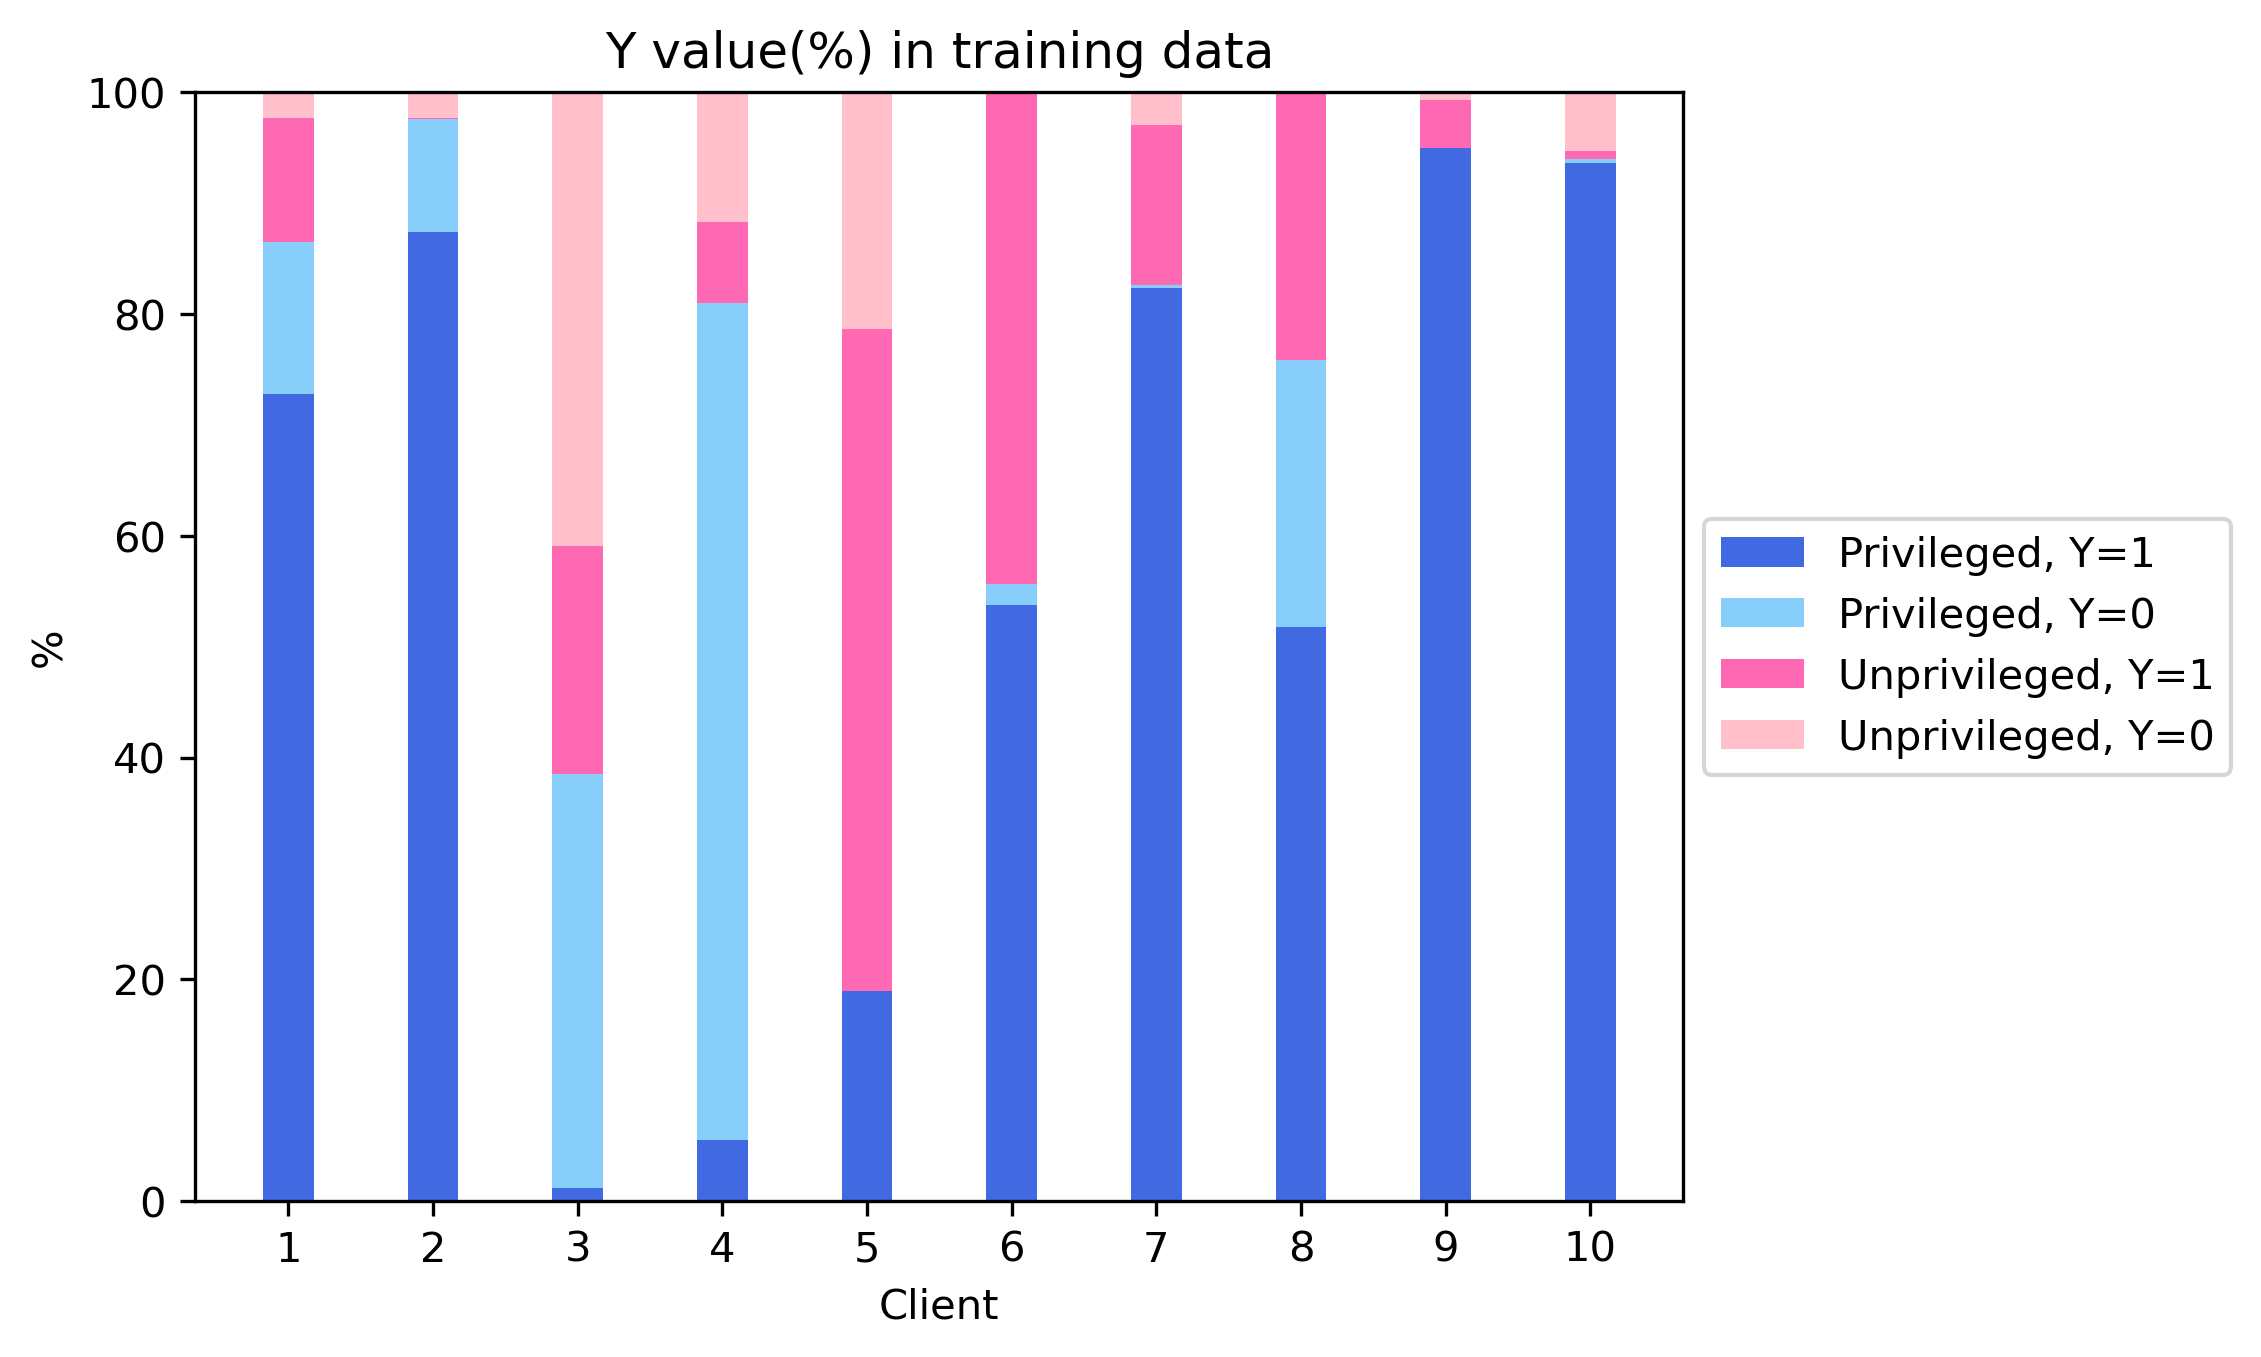 Y value(%) in training data
100
80
60
40
20
0
%
1 2 3 4 5 6 7 8 9 10
Client
Privileged, Y=1
Privileged, Y=0
Unprivileged, Y=1
Unprivileged, Y=0